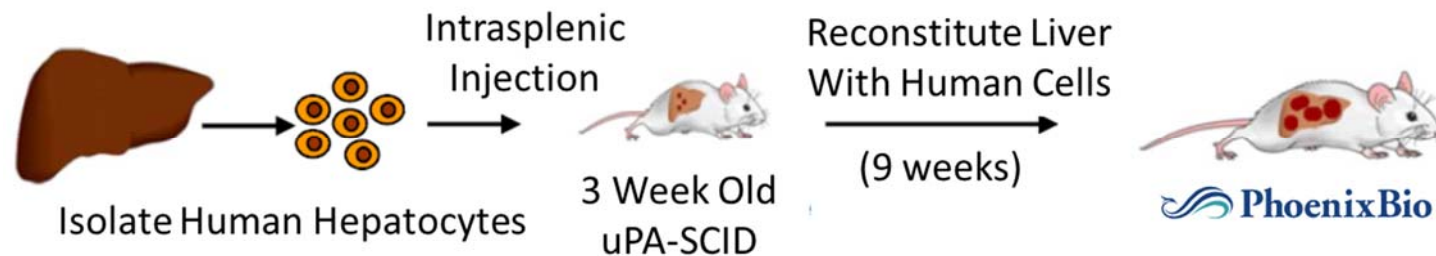 Isolate Human Hepatocytes
Intrasplenic
Injection
3 Week Old
uPA-SCID
Reconstitute Liver
With Human Cells
(9 weeks)
PhoenixBio